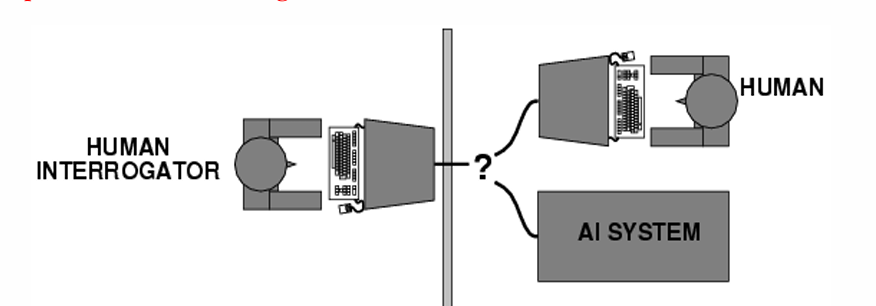 HUMAN
INTERROGATOR
?
HUMAN
AI SYSTEM